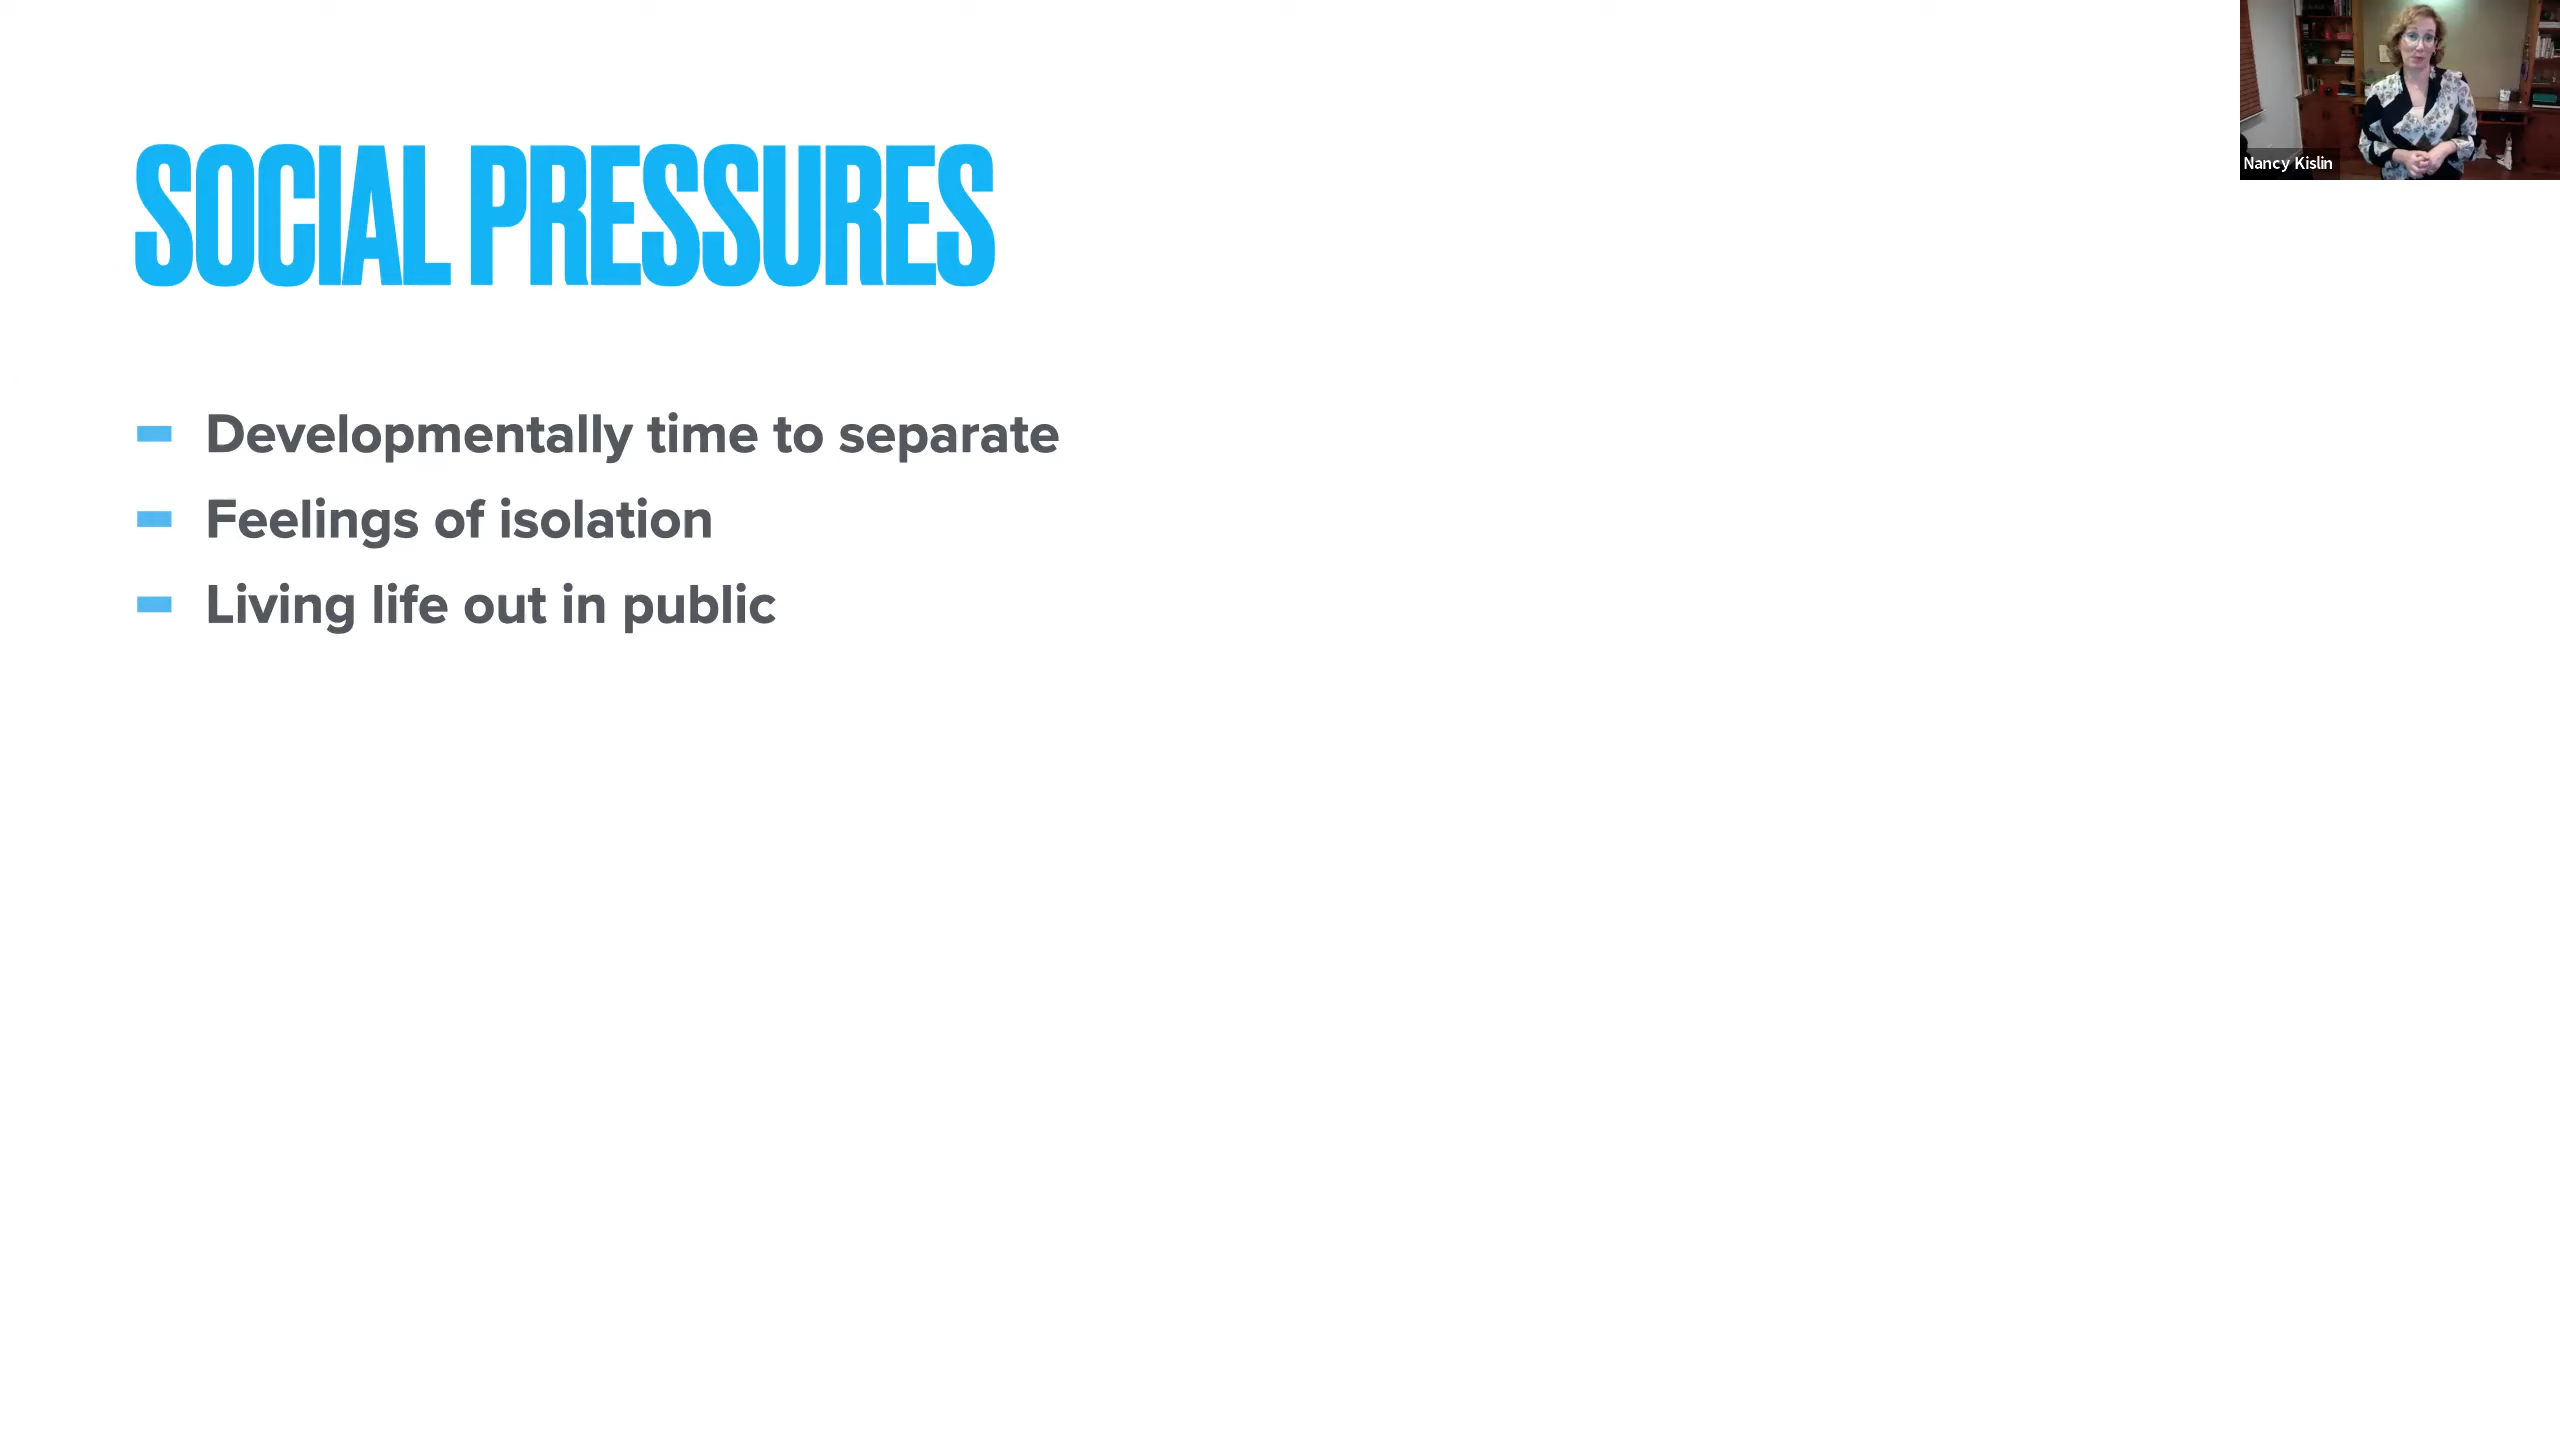 SOCIAL PRESSURES
Developmentally time to separate
Feelings of isolation
Living life out in public
Nancy Kislin